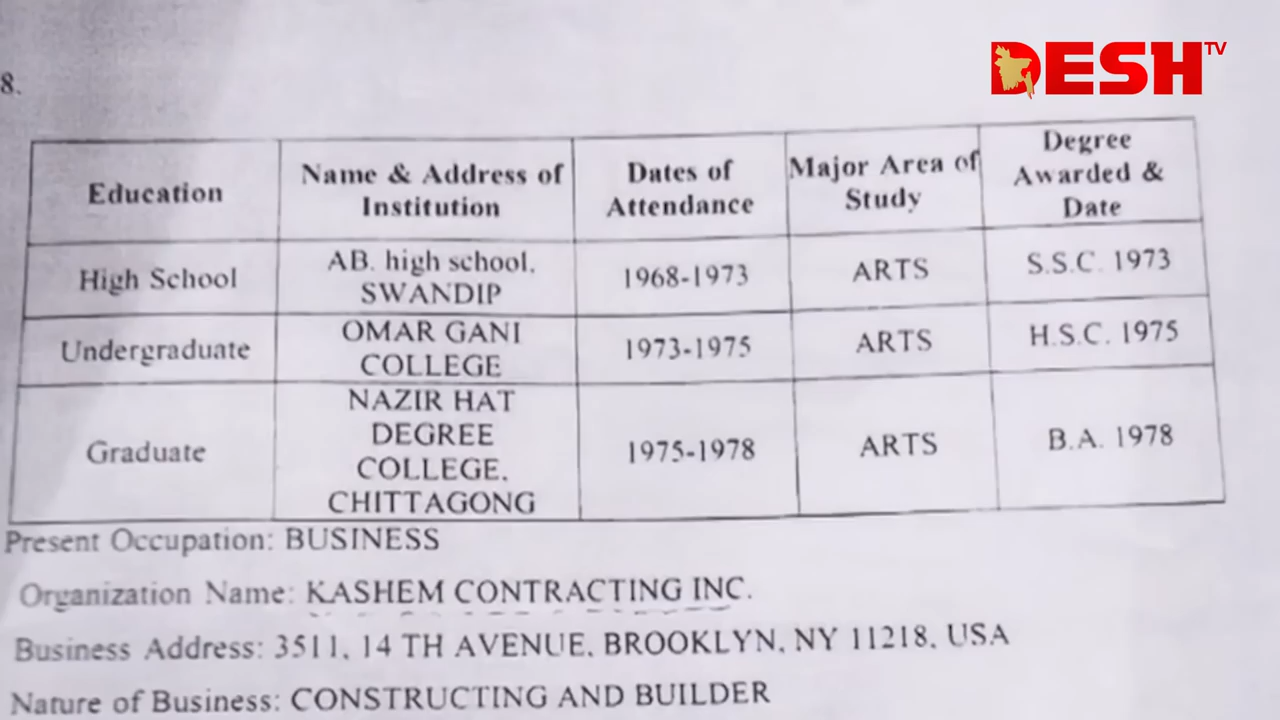 DESH TV
8.
Education
Name & Address of
Institution
Dates of
Attendance
Major Area of
Study
Degree
Awarded &
Date
High School
AB. high school,
SWANDIP
1968-1973
ARTS
S.S.C. 1973
Undergraduate
OMAR GANI
COLLEGE
1973-1975
ARTS
H.S.C. 1975
Graduate
NAZIR HAT
DEGREE
COLLEGE,
CHITTAGONG
1975-1978
ARTS
B.A. 1978
Present Occupation: BUSINESS
Organization Name: KASHEM CONTRACTING INC.
Business Address: 3511, 14 TH AVENUE, BROOKLYN, NY 11218, USA
Nature of Business: CONSTRUCTING AND BUILDER